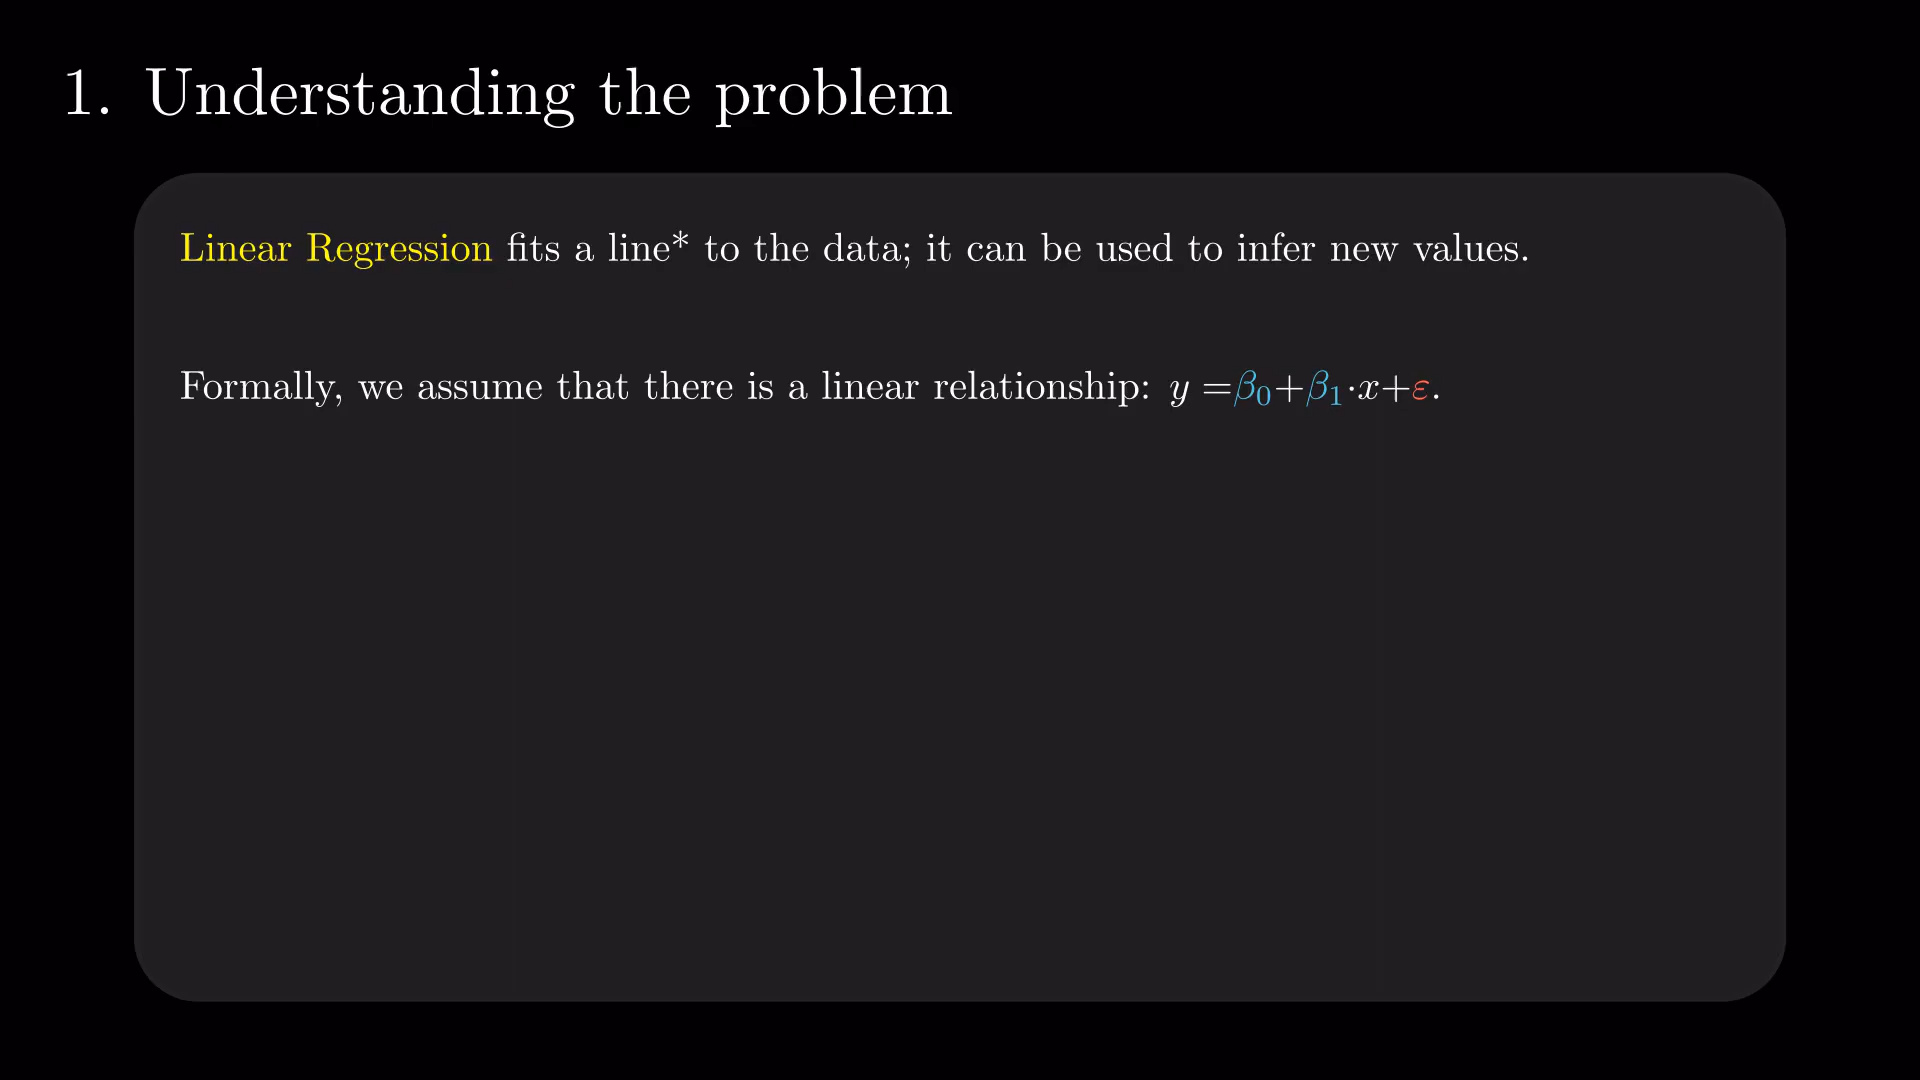 1. Understanding the problem
Linear Regression fits a line* to the data; it can be used to infer new values.
Formally, we assume that there is a linear relationship: y =β₀+β₁·x+ε.